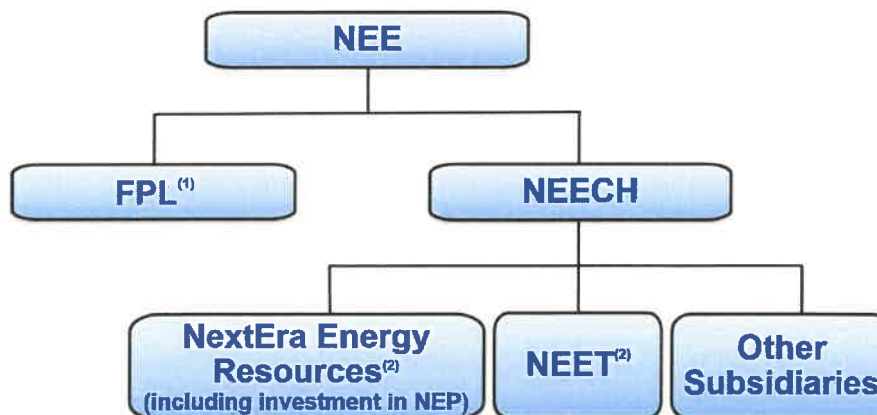 NEE
FPL(1)
NEECH
NextEra Energy
Resources(2)
(including investment in NEP)
NEET(2)
Other
Subsidiaries